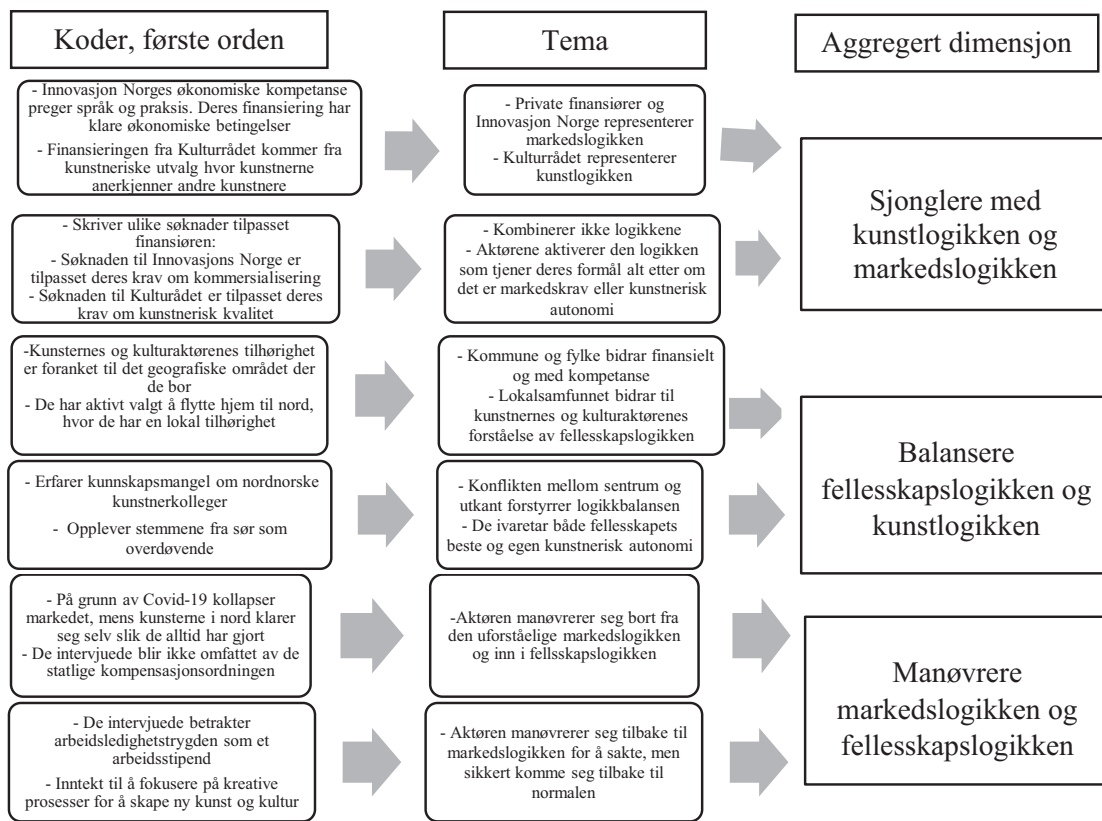 Koder, første orden
Tema
Aggregert dimensjon
- Innovasjon Norges økonomiske kompetanse
preger språk og praksis. Deres finansiering har
klare økonomiske betingelser
- Finansieringen fra Kulturrådet kommer fra
kunstneriske utvalg hvor kunstnerne
anerkjenner andre kunstnere
- Private finansiører og
Innovasjon Norge representerer
markedslogikken
- Kulturrådet representerer
kunstlogikken
Sjonglere med
kunstlogikken og
markedslogikken
- Skriver ulike søknader tilpasset
finansiøren:
- Søknaden til Innovasjons Norge er
tilpasset deres krav om kommersialisering
- Søknaden til Kulturådet er tilpasset deres
krav om kunstnerisk kvalitet
- Kombinerer ikke logikkene
- Aktørene aktiverer den logikken
som tjener deres formål alt etter om
det er markedskrav eller kunstnerisk
autonomi
-Kunsternes og kulturaktørenes tilhørighet
er foranket til det geografiske området der
de bor
- De har aktivt valgt å flytte hjem til nord,
hvor de har en lokal tilhørighet
- Kommune og fylke bidrar finansielt
og med kompetanse
- Lokalsamfunnet bidrar til
kunstnernes og kulturaktørenes
forståelse av fellesskapslogikken
Balansere
fellesskapslogikken og
kunstlogikken
- Erfarer kunnskapsmangel om nordnorske
kunstnerkolleger
- Opplever stemmene fra sør som
overdøvende
- Konflikten mellom sentrum og
utkant forstyrrer logikkbalansen
- De ivaretar både fellesskapets
beste og egen kunstnerisk autonomi
- På grunn av Covid-19 kollapser
markedet, mens kunsterne i nord klarer
seg selv slik de alltid har gjort
- De intervjuede blir ikke omfattet av de
statlige kompensasjonsordningen
-Aktøren manøvrerer seg bort fra
den uforståelige markedslogikken
og inn i fellsskapslogikken
Manøvrere
markedslogikken og
fellesskapslogikken
- De intervjuede betrakter
arbeidsledighetstrygden som et
arbeidsstipend
- Inntekt til å fokusere på kreative
prosesser for å skape ny kunst og kultur
- Aktøren manøvrerer seg tilbake til
markedslogikken for å sakte, men
sikkert komme seg tilbake til
normalen